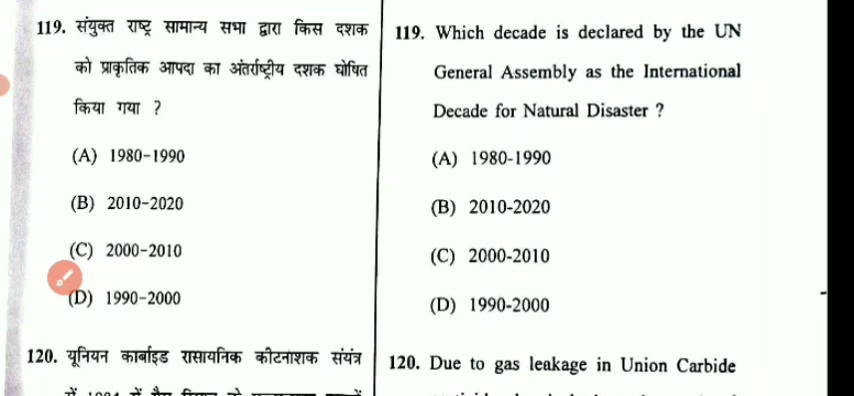 119. संयुक्त राष्ट्र सामान्य सभा द्वारा किस दशक
को प्राकृतिक आपदा का अंतर्राष्ट्रीय दशक घोषित
किया गया ?
(A) 1980-1990
(B) 2010-2020
(C) 2000-2010
(D) 1990-2000
120. यूनियन कार्बाइड रासायनिक कीटनाशक संयंत्र
119. Which decade is declared by the UN
General Assembly as the International
Decade for Natural Disaster ?
(A) 1980-1990
(B) 2010-2020
(C) 2000-2010
(D) 1990-2000
120. Due to gas leakage in Union Carbide